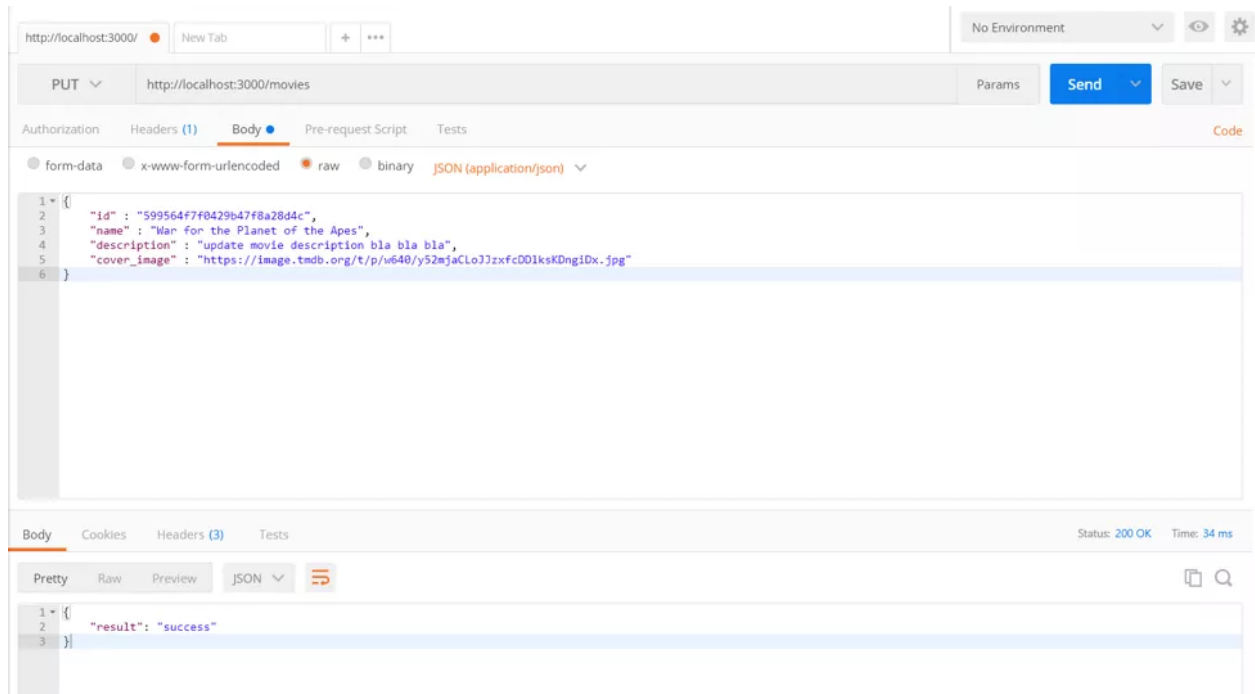 http://localhost:3000/ New Tab + ••• No Environment
PUT http://localhost:3000/movies Params Send Save
Authorization Headers (1) Body Pre-request Script Tests Code
form-data x-www-form-urlencoded raw binary JSON (application/json)
1 {
2 "id" : "599564f7f0429b47f8a28d4c",
3 "name" : "War for the Planet of the Apes",
4 "description" : "update movie description bla bla bla",
5 "cover_image" : "https://image.tmdb.org/t/p/w640/y52mjaCLoJJzxfcDDlksKDngiDx.jpg"
6 }
Body Cookies Headers (3) Tests Status: 200 OK Time: 34 ms
Pretty Raw Preview JSON
1 {
2 "result": "success"
3 }